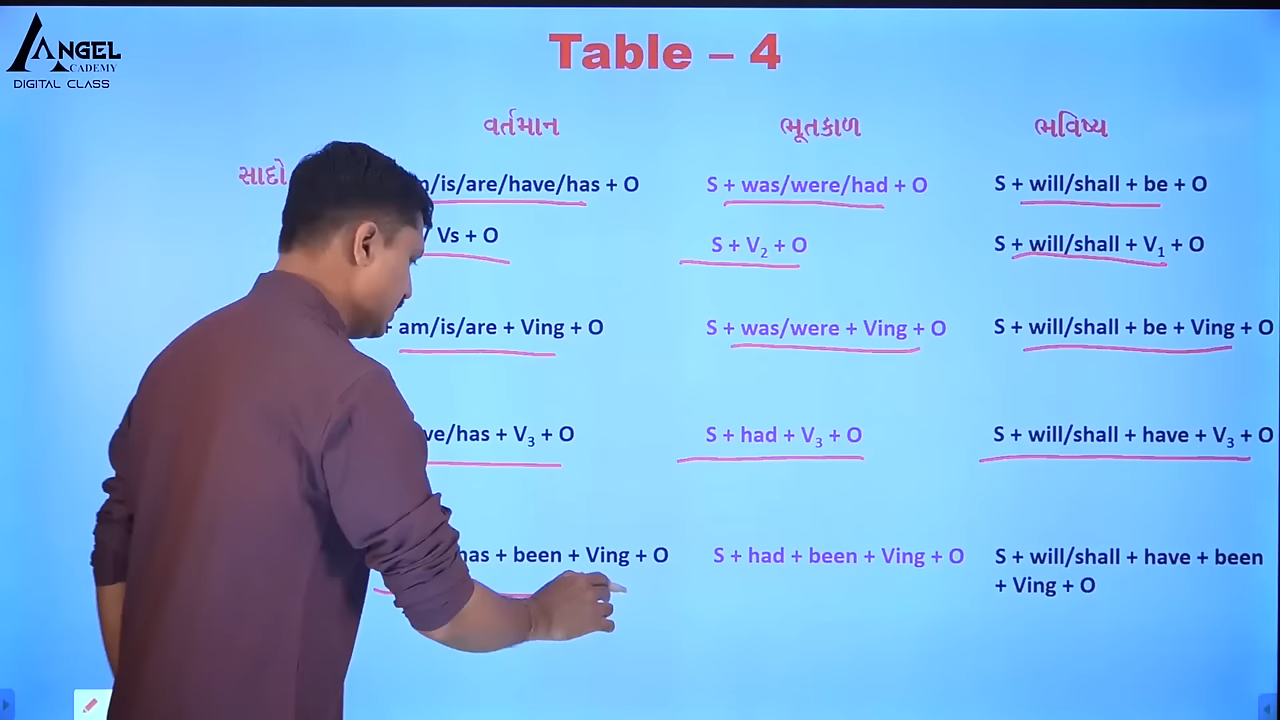 ANGEL
ACADEMY
DIGITAL CLASS
Table – 4
વર્તમાન ભૂતકાળ ભવિષ્ય
સાદો /is/are/have/has + O S + was/were/had + O S + will/shall + be + O
/ Vs + O S + V₂ + O S + will/shall + V₁ + O
am/is/are + Ving + O S + was/were + Ving + O S + will/shall + be + Ving + O
/has + V₃ + O S + had + V₃ + O S + will/shall + have + V₃ + O
has + been + Ving + O S + had + been + Ving + O S + will/shall + have + been
+ Ving + O